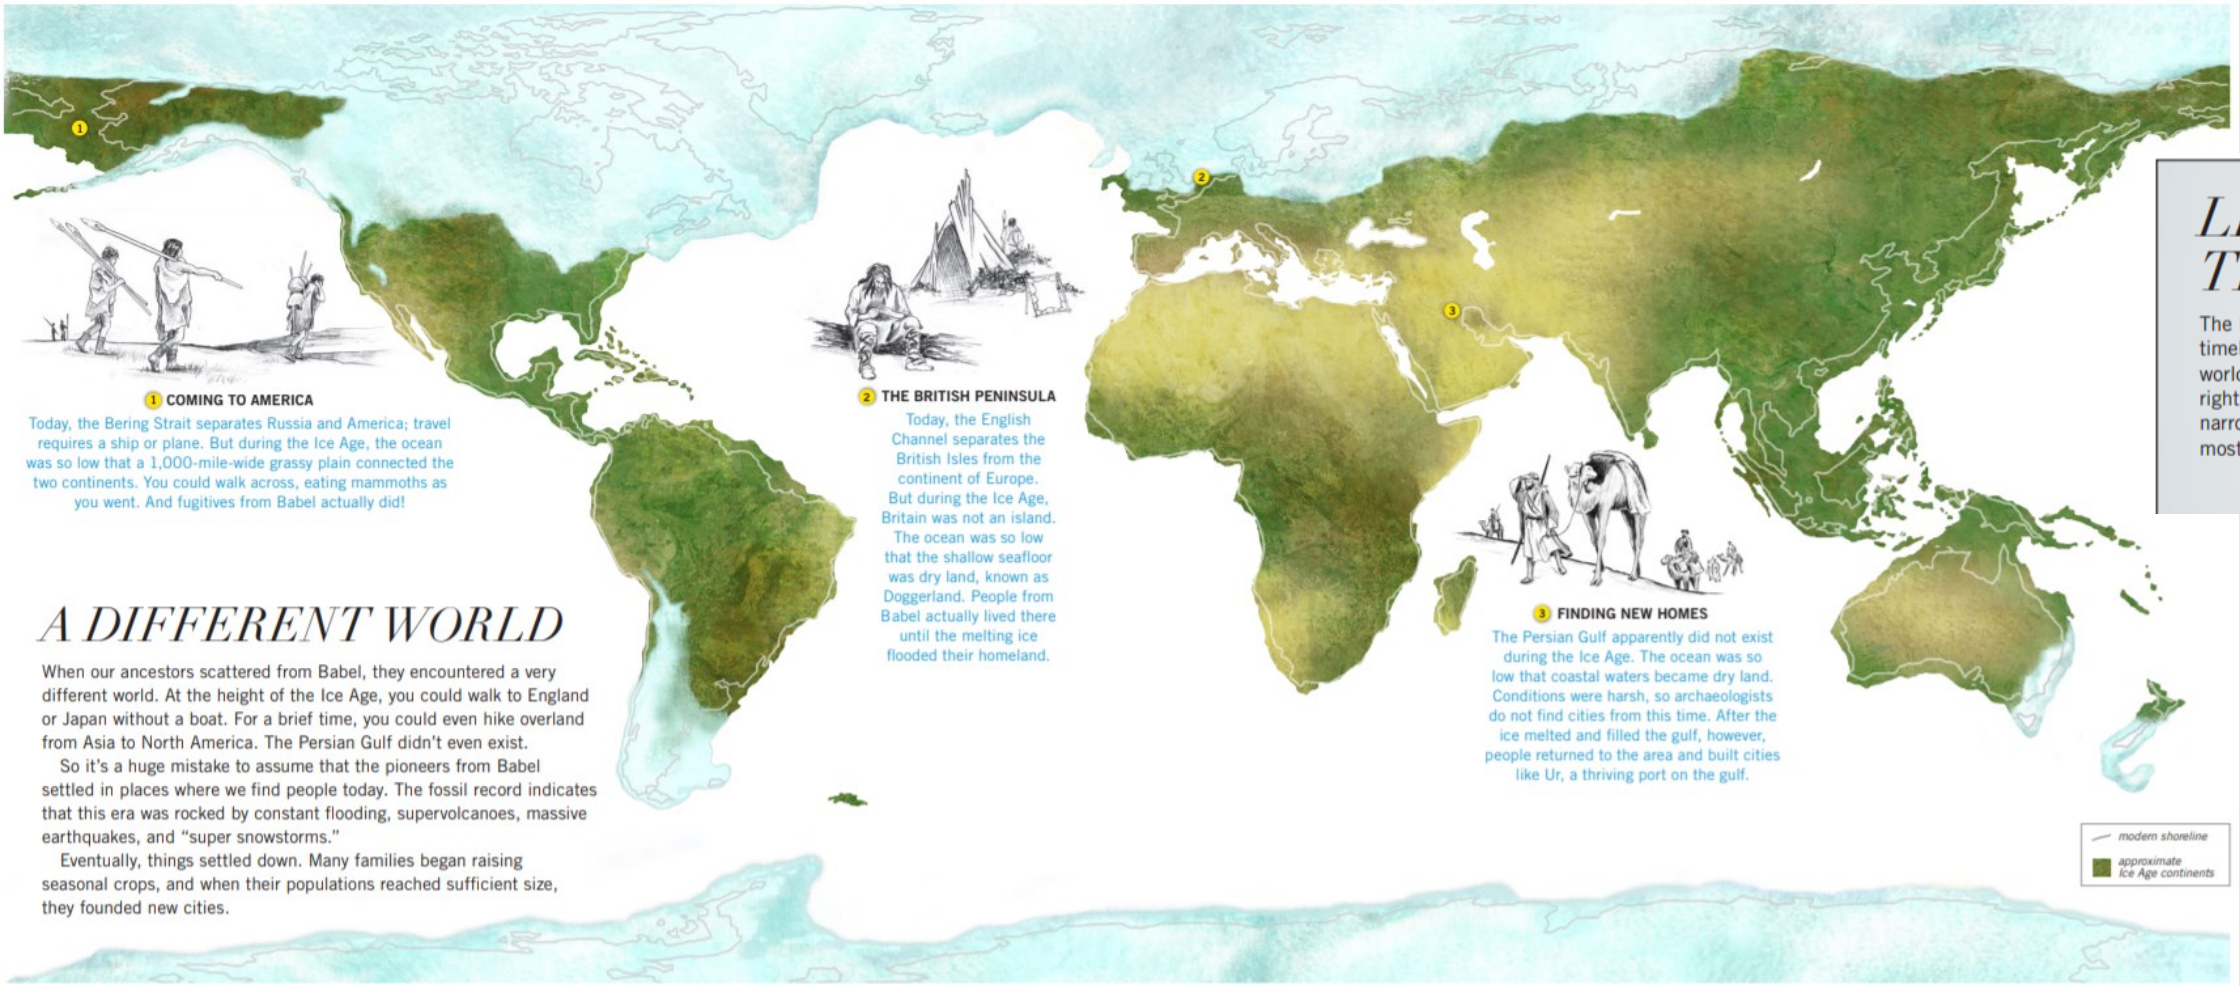 1
2
3
1 COMING TO AMERICA
Today, the Bering Strait separates Russia and America; travel
requires a ship or plane. But during the Ice Age, the ocean
was so low that a 1,000-mile-wide grassy plain connected the
two continents. You could walk across, eating mammoths as
you went. And fugitives from Babel actually did!
2 THE BRITISH PENINSULA
Today, the English
Channel separates the
British Isles from the
continent of Europe.
But during the Ice Age,
Britain was not an island.
The ocean was so low
that the shallow seafloor
was dry land, known as
Doggerland. People from
Babel actually lived there
until the melting ice
flooded their homeland.
3 FINDING NEW HOMES
The Persian Gulf apparently did not exist
during the Ice Age. The ocean was so
low that coastal waters became dry land.
Conditions were harsh, so archaeologists
do not find cities from this time. After the
ice melted and filled the gulf, however,
people returned to the area and built cities
like Ur, a thriving port on the gulf.
A DIFFERENT WORLD
When our ancestors scattered from Babel, they encountered a very
different world. At the height of the Ice Age, you could walk to England
or Japan without a boat. For a brief time, you could even hike overland
from Asia to North America. The Persian Gulf didn't even exist.
So it's a huge mistake to assume that the pioneers from Babel
settled in places where we find people today. The fossil record indicates
that this era was rocked by constant flooding, supervolcanoes, massive
earthquakes, and “super snowstorms.”
Eventually, things settled down. Many families began raising
seasonal crops, and when their populations reached sufficient size,
they founded new cities.
The
right
most
modern shoreline
approximate
Ice Age continents